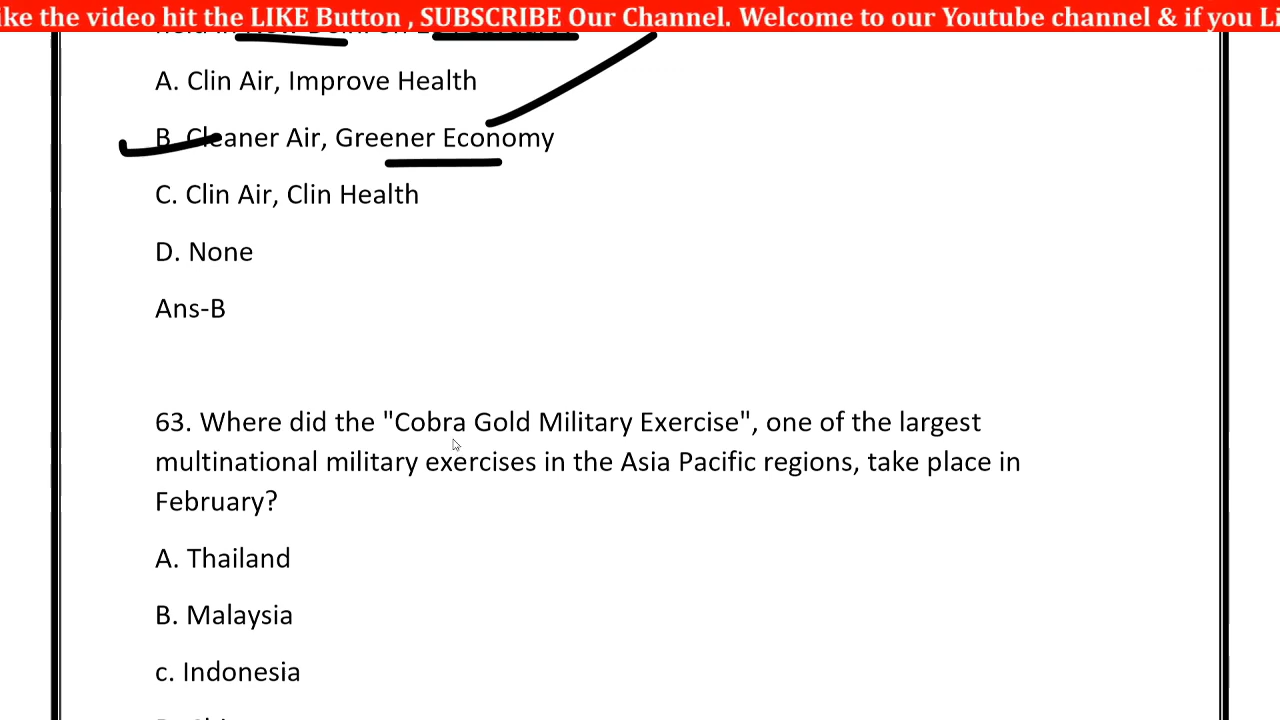 ke the video hit the LIKE Button , SUBSCRIBE Our Channel. Welcome to our Youtube channel & if you Li
A. Clin Air, Improve Health
B. Cleaner Air, Greener Economy
C. Clin Air, Clin Health
D. None
Ans-B
63. Where did the "Cobra Gold Military Exercise", one of the largest
multinational military exercises in the Asia Pacific regions, take place in
February?
A. Thailand
B. Malaysia
c. Indonesia